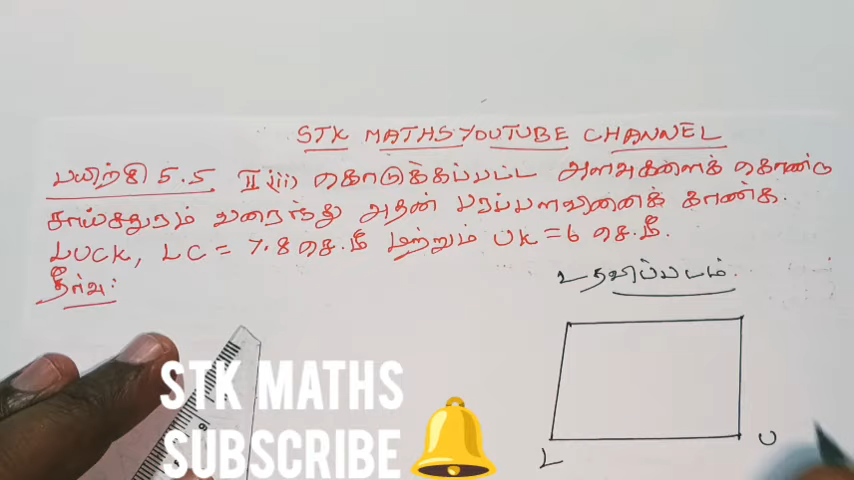 STK MATHS YOUTUBE CHANNEL
பயிற்சி 5.5 II (ii) கொடுக்கப்பட்ட அளவுகளைக் கொண்டு
சாய்சதுரம் வரைந்து அதன் பரப்பளவினைக் காண்க.
LUCK, LC = 7.8 செ.மீ மற்றும் UK = 6 செ.மீ.
தீர்வு:
உதவிப்படம்.
L
U
STK MATHS
SUBSCRIBE